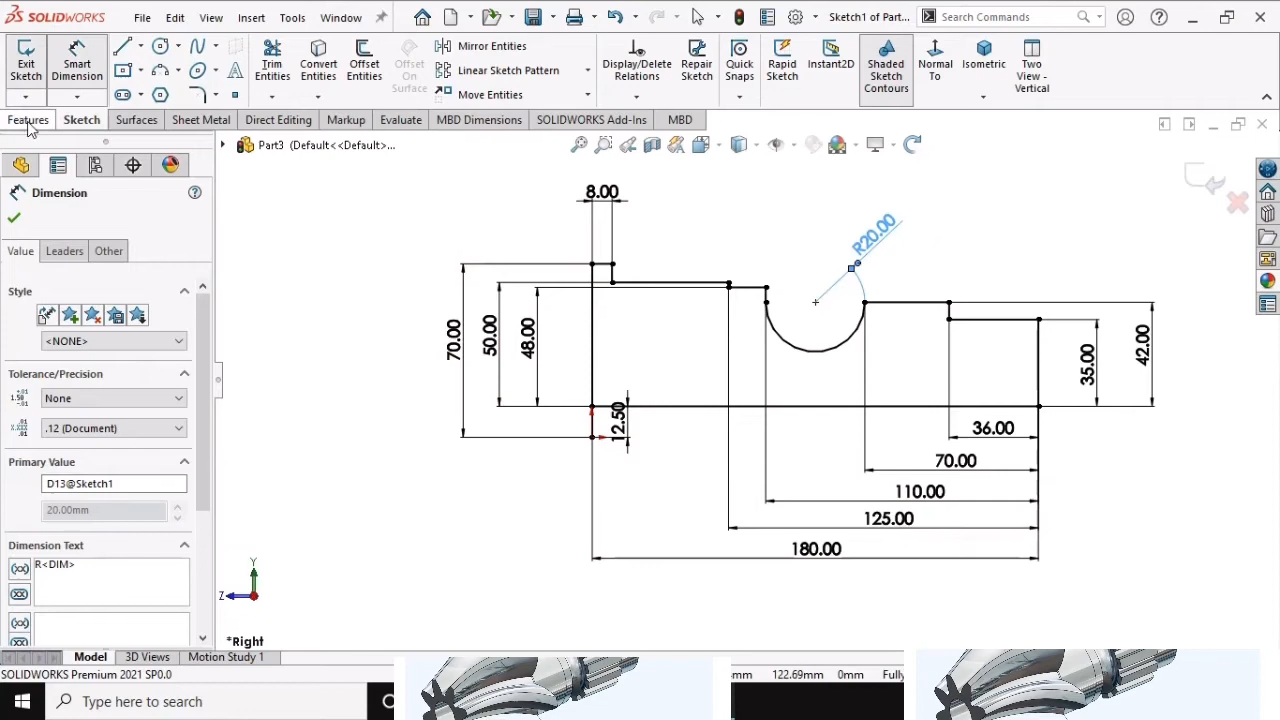 SOLIDWORKS File Edit View Insert Tools Window Sketch1 of Part... Search Commands
Exit Sketch
Smart Dimension
Trim Entities
Convert Entities
Offset Entities
Offset On Surface
Mirror Entities
Linear Sketch Pattern
Move Entities
Display/Delete Relations
Repair Sketch
Quick Snaps
Rapid Sketch
Instant2D
Shaded Sketch Contours
Normal To
Isometric
Two View - Vertical
Features Sketch Surfaces Sheet Metal Direct Editing Markup Evaluate MBD Dimensions SOLIDWORKS Add-Ins MBD
Part3 (Default<<Default>...
Dimension
Value Leaders Other
Style
<NONE>
Tolerance/Precision
1.50
None
.12 (Document)
Primary Value
D13@Sketch1
20.00mm
Dimension Text
R<DIM>
8.00
R20.00
70.00
50.00
48.00
12.50
35.00
42.00
36.00
70.00
110.00
125.00
180.00
Y
Z
*Right
Model 3D Views Motion Study 1
SOLIDWORKS Premium 2021 SP0.0
122.69mm 0mm
Type here to search